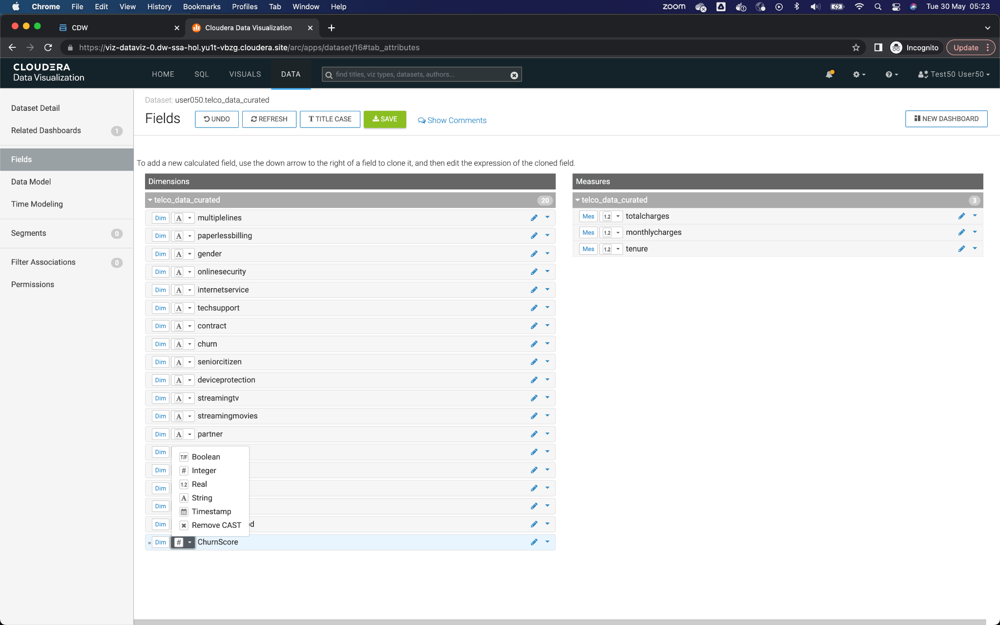 Chrome File Edit View History Bookmarks Profiles Tab Window Help zoom Tue 30 May 05:23
CDW Cloudera Data Visualization
https://viz-dataviz-0.dw-ssa-hol.yu1t-vbzg.cloudera.site/arc/apps/dataset/16#tab_attributes Incognito Update
CLOUDERA
Data Visualization
HOME SQL VISUALS DATA find titles, viz types, datasets, authors... Test50 User50
Dataset Detail
Related Dashboards 1
Fields
Data Model
Time Modeling
Segments 0
Filter Associations 0
Permissions
Dataset: user050.telco_data_curated
Fields UNDO REFRESH T TITLE CASE SAVE Show Comments NEW DASHBOARD
To add a new calculated field, use the down arrow to the right of a field to clone it, and then edit the expression of the cloned field.
Dimensions
telco_data_curated 20
Dim A multiplelines
Dim A paperlessbilling
Dim A gender
Dim A onlinesecurity
Dim A internetservice
Dim A techsupport
Dim A contract
Dim A churn
Dim A seniorcitizen
Dim A deviceprotection
Dim A streamingtv
Dim A streamingmovies
Dim A partner
Dim
Dim
Dim
Dim
Dim d
= Dim # ChurnScore
T/F Boolean
# Integer
1.2 Real
A String
Timestamp
Remove CAST
Measures
telco_data_curated 3
Mes 1.2 totalcharges
Mes 1.2 monthlycharges
Mes 1.2 tenure